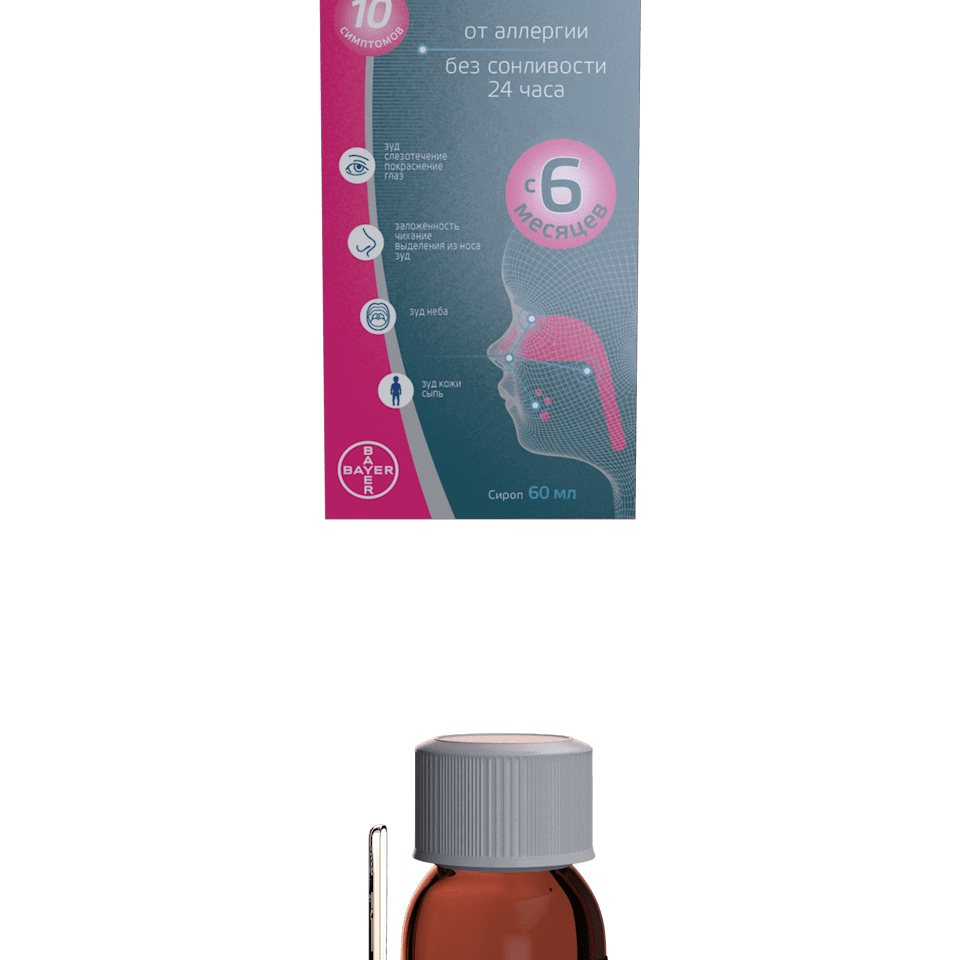 10
СИМПТОМОВ
от аллергии
без сонливости
24 часа
зуд
слезотечение
покраснение
глаз
с 6
месяцев
заложенность
чихание
выделения из носа
зуд
зуд неба
зуд кожи
сыпь
BAYER
BAYER
Сироп 60 мл